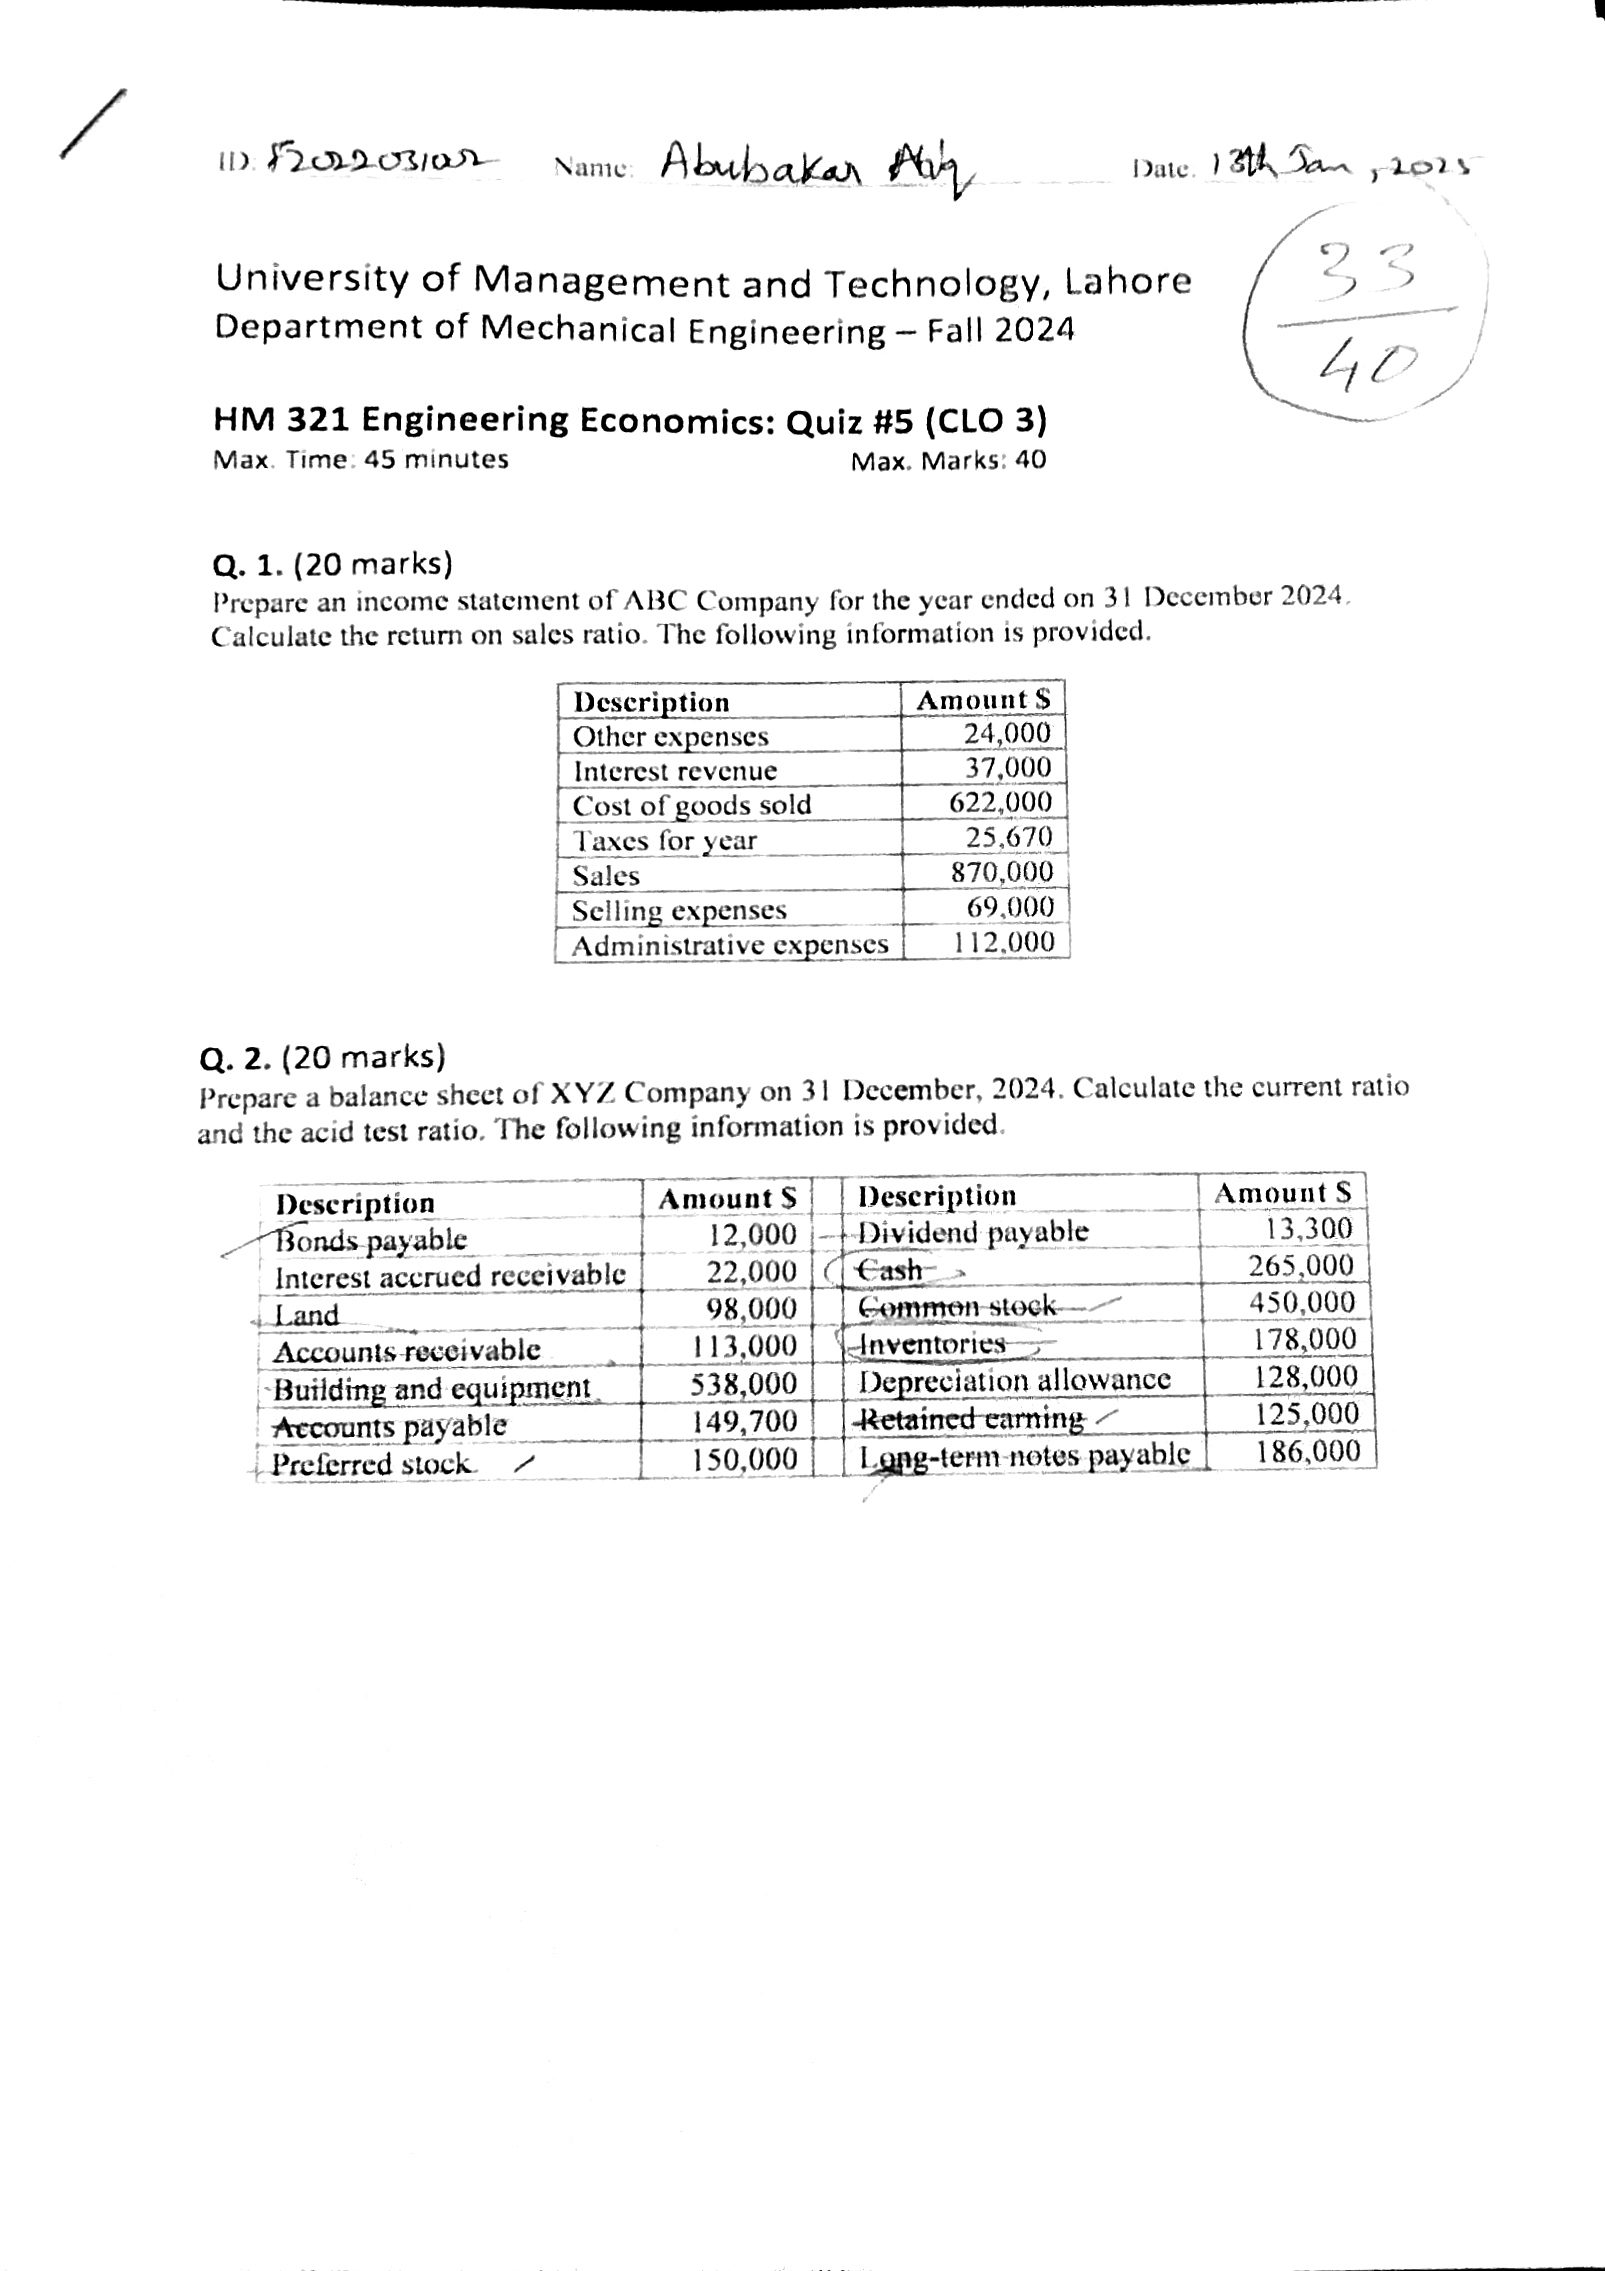 ID: F2022031052 Name: Abubakar Atiq Date. 13th Jan, 2025
33
40
University of Management and Technology, Lahore
Department of Mechanical Engineering – Fall 2024
HM 321 Engineering Economics: Quiz #5 (CLO 3)
Max. Time: 45 minutes Max. Marks: 40
Q. 1. (20 marks)
Prepare an income statement of ABC Company for the year ended on 31 December 2024.
Calculate the return on sales ratio. The following information is provided.
Description Amount $
Other expenses 24,000
Interest revenue 37,000
Cost of goods sold 622,000
Taxes for year 25,670
Sales 870,000
Selling expenses 69,000
Administrative expenses 112,000
Q. 2. (20 marks)
Prepare a balance sheet of XYZ Company on 31 December, 2024. Calculate the current ratio
and the acid test ratio. The following information is provided.
Description Amount $ Description Amount $
Bonds payable 12,000 Dividend payable 13,300
Interest accrued receivable 22,000 Cash 265,000
Land 98,000 Common stock 450,000
Accounts receivable 113,000 Inventories 178,000
Building and equipment 538,000 Depreciation allowance 128,000
Accounts payable 149,700 Retained earning 125,000
Preferred stock 150,000 Long-term notes payable 186,000